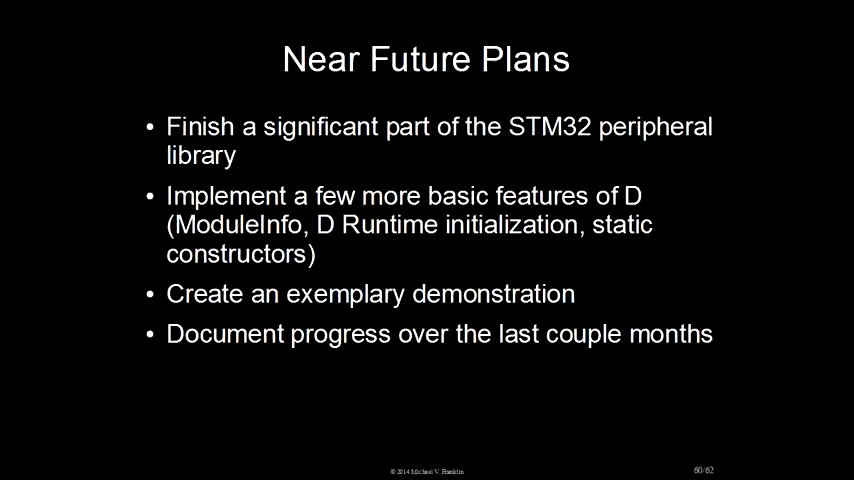 Near Future Plans
• Finish a significant part of the STM32 peripheral
library
• Implement a few more basic features of D
(ModuleInfo, D Runtime initialization, static
constructors)
• Create an exemplary demonstration
• Document progress over the last couple months
© 2014 Michael V. Franklin
60/62